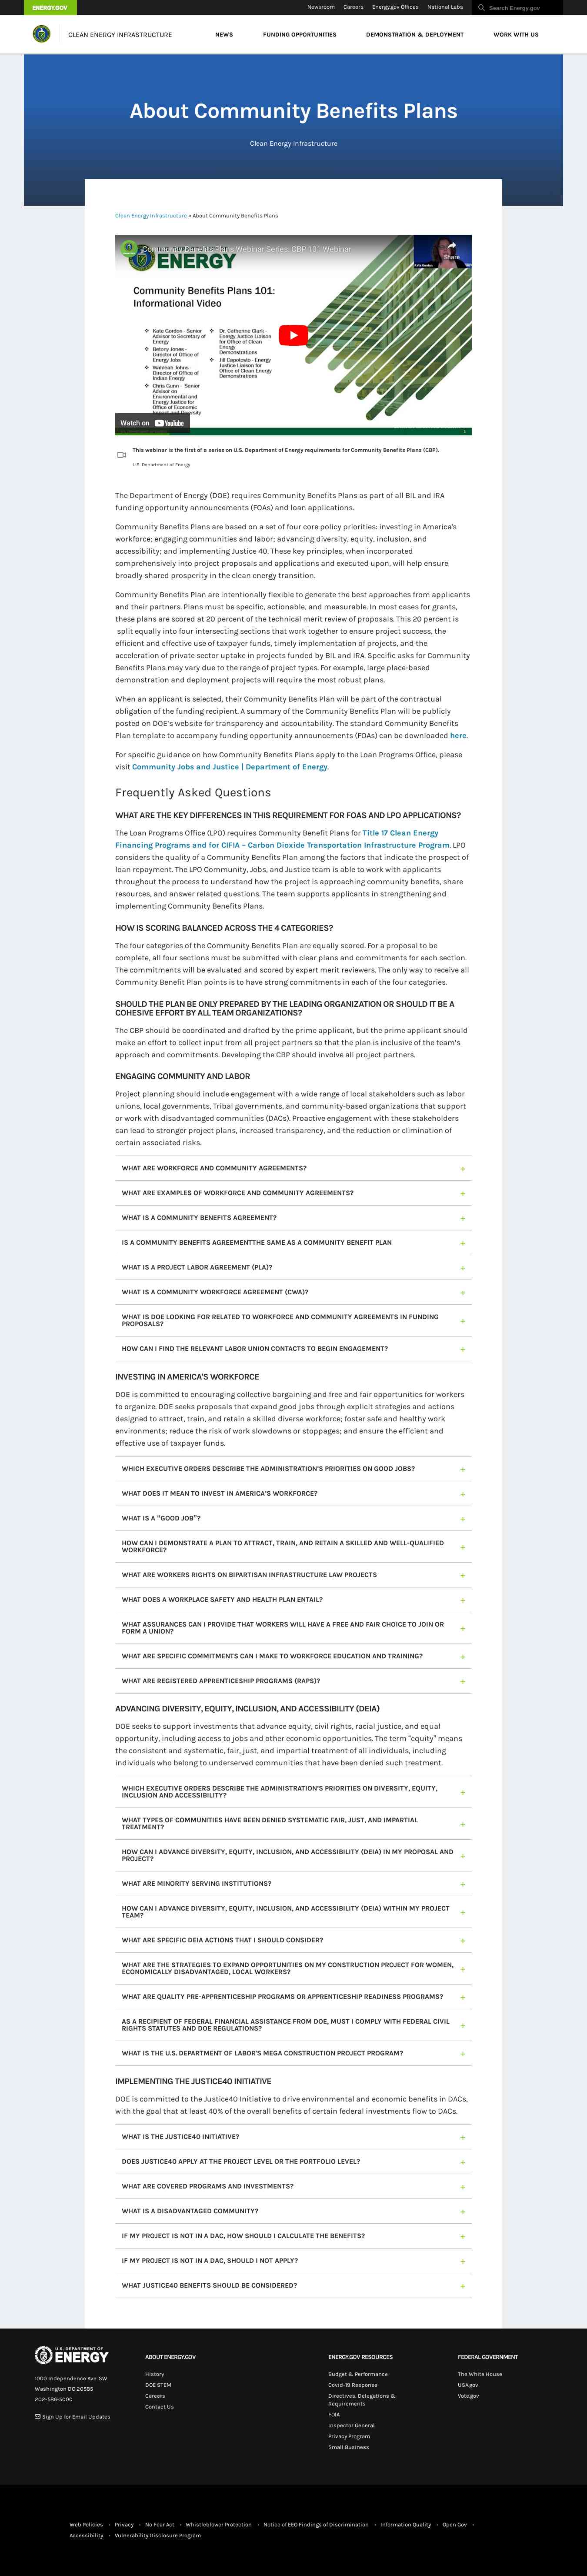 ENERGY.GOV
Newsroom Careers Energy.gov Offices National Labs Search Energy.gov
CLEAN ENERGY INFRASTRUCTURE NEWS FUNDING OPPORTUNITIES DEMONSTRATION & DEPLOYMENT WORK WITH US
About Community Benefits Plans
Clean Energy Infrastructure
Clean Energy Infrastructure » About Community Benefits Plans
Webinar Series: CBP 101 Webinar
Share
ENERGY
Kate Gordon
Community Benefits Plans 101:
Informational Video
Kate Gordon - Senior
Advisor to Secretary of
Energy
Betony Jones -
Director of Office of
Energy Jobs
Wahleah Johns -
Director of Office of
Indian Energy
Chris Gunn - Senior
Advisor on
Environmental and
Energy Justice for
Office of Economic
Impact and Diversity
Dr. Catherine Clark -
Energy Justice Liaison
for Office of Clean
Energy
Demonstrations
Jill Capotosto - Energy
Justice Liaison for
Office of Clean Energy
Demonstrations
Watch on YouTube
This webinar is the first of a series on U.S. Department of Energy requirements for Community Benefits Plans (CBP).
U.S. Department of Energy
The Department of Energy (DOE) requires Community Benefits Plans as part of all BIL and IRA
funding opportunity announcements (FOAs) and loan applications.
Community Benefits Plans are based on a set of four core policy priorities: investing in America's
workforce; engaging communities and labor; advancing diversity, equity, inclusion, and
accessibility; and implementing Justice 40. These key principles, when incorporated
comprehensively into project proposals and executed upon, will help ensure
broadly shared prosperity in the clean energy transition.
Community Benefits Plan are intentionally flexible to generate the best approaches from applicants
and their partners. Plans must be specific, actionable, and measurable. In most cases for grants,
these plans are scored at 20 percent of the technical merit review of proposals. This 20 percent is
split equally into four intersecting sections that work together to ensure project success, the
efficient and effective use of taxpayer funds, timely implementation of projects, and the
acceleration of private sector uptake in projects funded by BIL and IRA. Specific asks for Community
Benefits Plans may vary due to the range of project types. For example, large place-based
demonstration and deployment projects will require the most robust plans.
When an applicant is selected, their Community Benefits Plan will be part of the contractual
obligation of the funding recipient. A summary of the Community Benefits Plan will be publicly
posted on DOE's website for transparency and accountability. The standard Community Benefits
Plan template to accompany funding opportunity announcements (FOAs) can be downloaded here.
For specific guidance on how Community Benefits Plans apply to the Loan Programs Office, please
visit Community Jobs and Justice | Department of Energy.
Frequently Asked Questions
WHAT ARE THE KEY DIFFERENCES IN THIS REQUIREMENT FOR FOAS AND LPO APPLICATIONS?
The Loan Programs Office (LPO) requires Community Benefit Plans for Title 17 Clean Energy
Financing Programs and for CIFIA – Carbon Dioxide Transportation Infrastructure Program. LPO
considers the quality of a Community Benefits Plan among the factors that indicate the prospect of
loan repayment. The LPO Community, Jobs, and Justice team is able to work with applicants
throughout the process to understand how the project is approaching community benefits, share
resources, and answer related questions. The team supports applicants in strengthening and
implementing Community Benefits Plans.
HOW IS SCORING BALANCED ACROSS THE 4 CATEGORIES?
The four categories of the Community Benefits Plan are equally scored. For a proposal to be
complete, all four sections must be submitted with clear plans and commitments for each section.
The commitments will be evaluated and scored by expert merit reviewers. The only way to receive all
Community Benefit Plan points is to have strong commitments in each of the four categories.
SHOULD THE PLAN BE ONLY PREPARED BY THE LEADING ORGANIZATION OR SHOULD IT BE A
COHESIVE EFFORT BY ALL TEAM ORGANIZATIONS?
The CBP should be coordinated and drafted by the prime applicant, but the prime applicant should
make an effort to collect input from all project partners so that the plan is inclusive of the team's
approach and commitments. Developing the CBP should involve all project partners.
ENGAGING COMMUNITY AND LABOR
Project planning should include engagement with a wide range of local stakeholders such as labor
unions, local governments, Tribal governments, and community-based organizations that support
or work with disadvantaged communities (DACs). Proactive engagement with these stakeholders
can lead to stronger project plans, increased transparency, and the reduction or elimination of
certain associated risks.
WHAT ARE WORKFORCE AND COMMUNITY AGREEMENTS? +
WHAT ARE EXAMPLES OF WORKFORCE AND COMMUNITY AGREEMENTS? +
WHAT IS A COMMUNITY BENEFITS AGREEMENT? +
IS A COMMUNITY BENEFITS AGREEMENTTHE SAME AS A COMMUNITY BENEFIT PLAN +
WHAT IS A PROJECT LABOR AGREEMENT (PLA)? +
WHAT IS A COMMUNITY WORKFORCE AGREEMENT (CWA)? +
WHAT IS DOE LOOKING FOR RELATED TO WORKFORCE AND COMMUNITY AGREEMENTS IN FUNDING
PROPOSALS? +
HOW CAN I FIND THE RELEVANT LABOR UNION CONTACTS TO BEGIN ENGAGEMENT? +
INVESTING IN AMERICA'S WORKFORCE
DOE is committed to encouraging collective bargaining and free and fair opportunities for workers
to organize. DOE seeks proposals that expand good jobs through explicit strategies and actions
designed to attract, train, and retain a skilled diverse workforce; foster safe and healthy work
environments; reduce the risk of work slowdowns or stoppages; and ensure the efficient and
effective use of taxpayer funds.
WHICH EXECUTIVE ORDERS DESCRIBE THE ADMINISTRATION'S PRIORITIES ON GOOD JOBS? +
WHAT DOES IT MEAN TO INVEST IN AMERICA'S WORKFORCE? +
WHAT IS A "GOOD JOB"? +
HOW CAN I DEMONSTRATE A PLAN TO ATTRACT, TRAIN, AND RETAIN A SKILLED AND WELL-QUALIFIED
WORKFORCE? +
WHAT ARE WORKERS RIGHTS ON BIPARTISAN INFRASTRUCTURE LAW PROJECTS +
WHAT DOES A WORKPLACE SAFETY AND HEALTH PLAN ENTAIL? +
WHAT ASSURANCES CAN I PROVIDE THAT WORKERS WILL HAVE A FREE AND FAIR CHOICE TO JOIN OR
FORM A UNION? +
WHAT ARE SPECIFIC COMMITMENTS CAN I MAKE TO WORKFORCE EDUCATION AND TRAINING? +
WHAT ARE REGISTERED APPRENTICESHIP PROGRAMS (RAPS)? +
ADVANCING DIVERSITY, EQUITY, INCLUSION, AND ACCESSIBILITY (DEIA)
DOE seeks to support investments that advance equity, civil rights, racial justice, and equal
opportunity, including access to jobs and other economic opportunities. The term "equity" means
the consistent and systematic, fair, just, and impartial treatment of all individuals, including
individuals who belong to underserved communities that have been denied such treatment.
WHICH EXECUTIVE ORDERS DESCRIBE THE ADMINISTRATION'S PRIORITIES ON DIVERSITY, EQUITY,
INCLUSION AND ACCESSIBILITY? +
WHAT TYPES OF COMMUNITIES HAVE BEEN DENIED SYSTEMATIC FAIR, JUST, AND IMPARTIAL
TREATMENT? +
HOW CAN I ADVANCE DIVERSITY, EQUITY, INCLUSION, AND ACCESSIBILITY (DEIA) IN MY PROPOSAL AND
PROJECT? +
WHAT ARE MINORITY SERVING INSTITUTIONS? +
HOW CAN I ADVANCE DIVERSITY, EQUITY, INCLUSION, AND ACCESSIBILITY (DEIA) WITHIN MY PROJECT
TEAM? +
WHAT ARE SPECIFIC DEIA ACTIONS THAT I SHOULD CONSIDER? +
WHAT ARE THE STRATEGIES TO EXPAND OPPORTUNITIES ON MY CONSTRUCTION PROJECT FOR WOMEN,
ECONOMICALLY DISADVANTAGED, LOCAL WORKERS? +
WHAT ARE QUALITY PRE-APPRENTICESHIP PROGRAMS OR APPRENTICESHIP READINESS PROGRAMS? +
AS A RECIPIENT OF FEDERAL FINANCIAL ASSISTANCE FROM DOE, MUST I COMPLY WITH FEDERAL CIVIL
RIGHTS STATUTES AND DOE REGULATIONS? +
WHAT IS THE U.S. DEPARTMENT OF LABOR'S MEGA CONSTRUCTION PROJECT PROGRAM? +
IMPLEMENTING THE JUSTICE40 INITIATIVE
DOE is committed to the Justice40 Initiative to drive environmental and economic benefits in DACs,
with the goal that at least 40% of the overall benefits of certain federal investments flow to DACs.
WHAT IS THE JUSTICE40 INITIATIVE? +
DOES JUSTICE40 APPLY AT THE PROJECT LEVEL OR THE PORTFOLIO LEVEL? +
WHAT ARE COVERED PROGRAMS AND INVESTMENTS? +
WHAT IS A DISADVANTAGED COMMUNITY? +
IF MY PROJECT IS NOT IN A DAC, HOW SHOULD I CALCULATE THE BENEFITS? +
IF MY PROJECT IS NOT IN A DAC, SHOULD I NOT APPLY? +
WHAT JUSTICE40 BENEFITS SHOULD BE CONSIDERED? +
U.S. DEPARTMENT OF
ENERGY
1000 Independence Ave. SW
Washington DC 20585
202-586-5000
Sign Up for Email Updates
ABOUT ENERGY.GOV
History
DOE STEM
Careers
Contact Us
ENERGY.GOV RESOURCES
Budget & Performance
Covid-19 Response
Directives, Delegations &
Requirements
FOIA
Inspector General
Privacy Program
Small Business
FEDERAL GOVERNMENT
The White House
USA.gov
Vote.gov
Web Policies • Privacy • No Fear Act • Whistleblower Protection • Notice of EEO Findings of Discrimination • Information Quality • Open Gov •
Accessibility • Vulnerability Disclosure Program